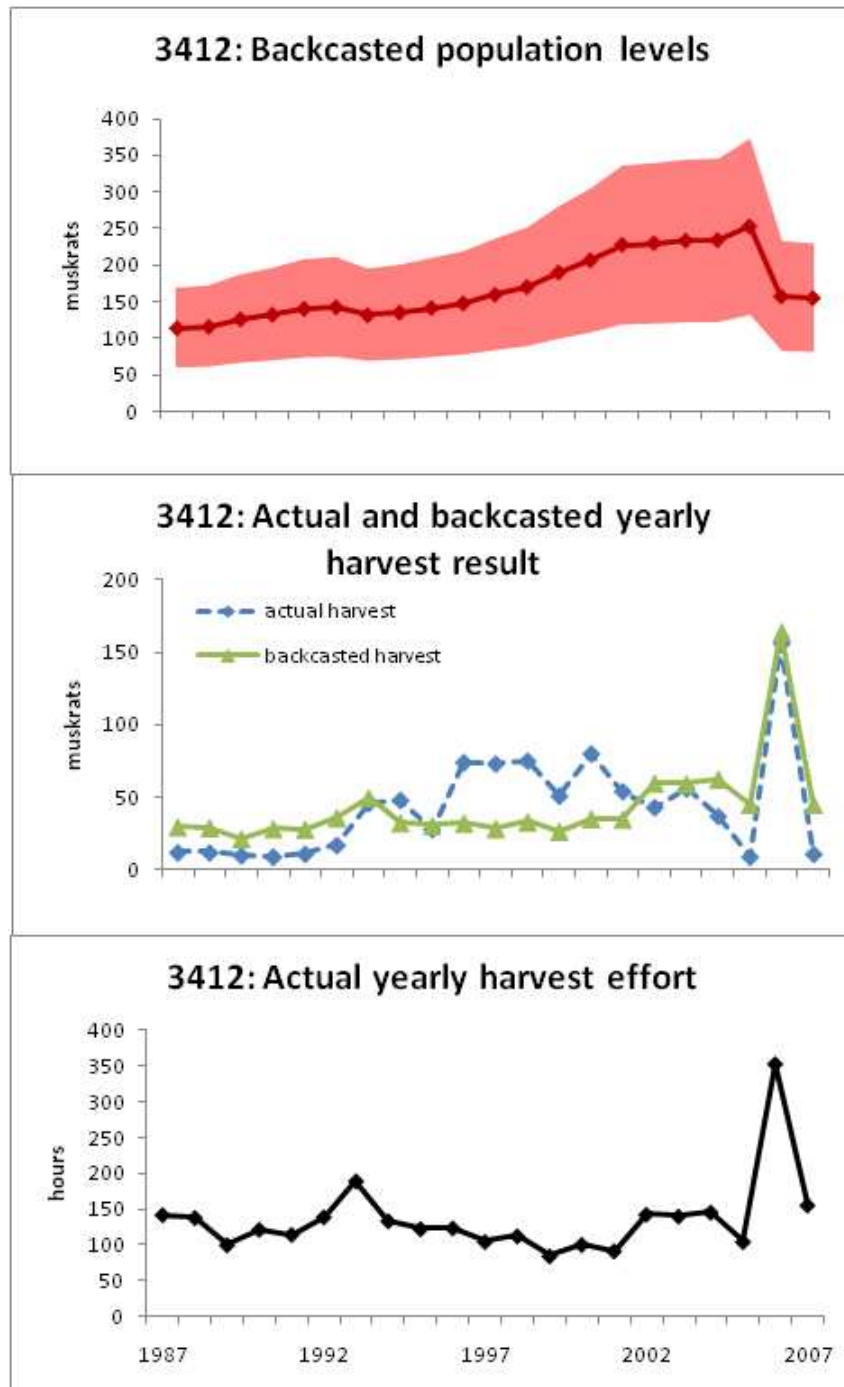 3412: Backcasted population levels
400
350
300
250
200
150
100
50
0
muskrats
3412: Actual and backcasted yearly
harvest result
200
150
100
50
0
muskrats
actual harvest
backcasted harvest
3412: Actual yearly harvest effort
400
350
300
250
200
150
100
50
0
hours
1987 1992 1997 2002 2007